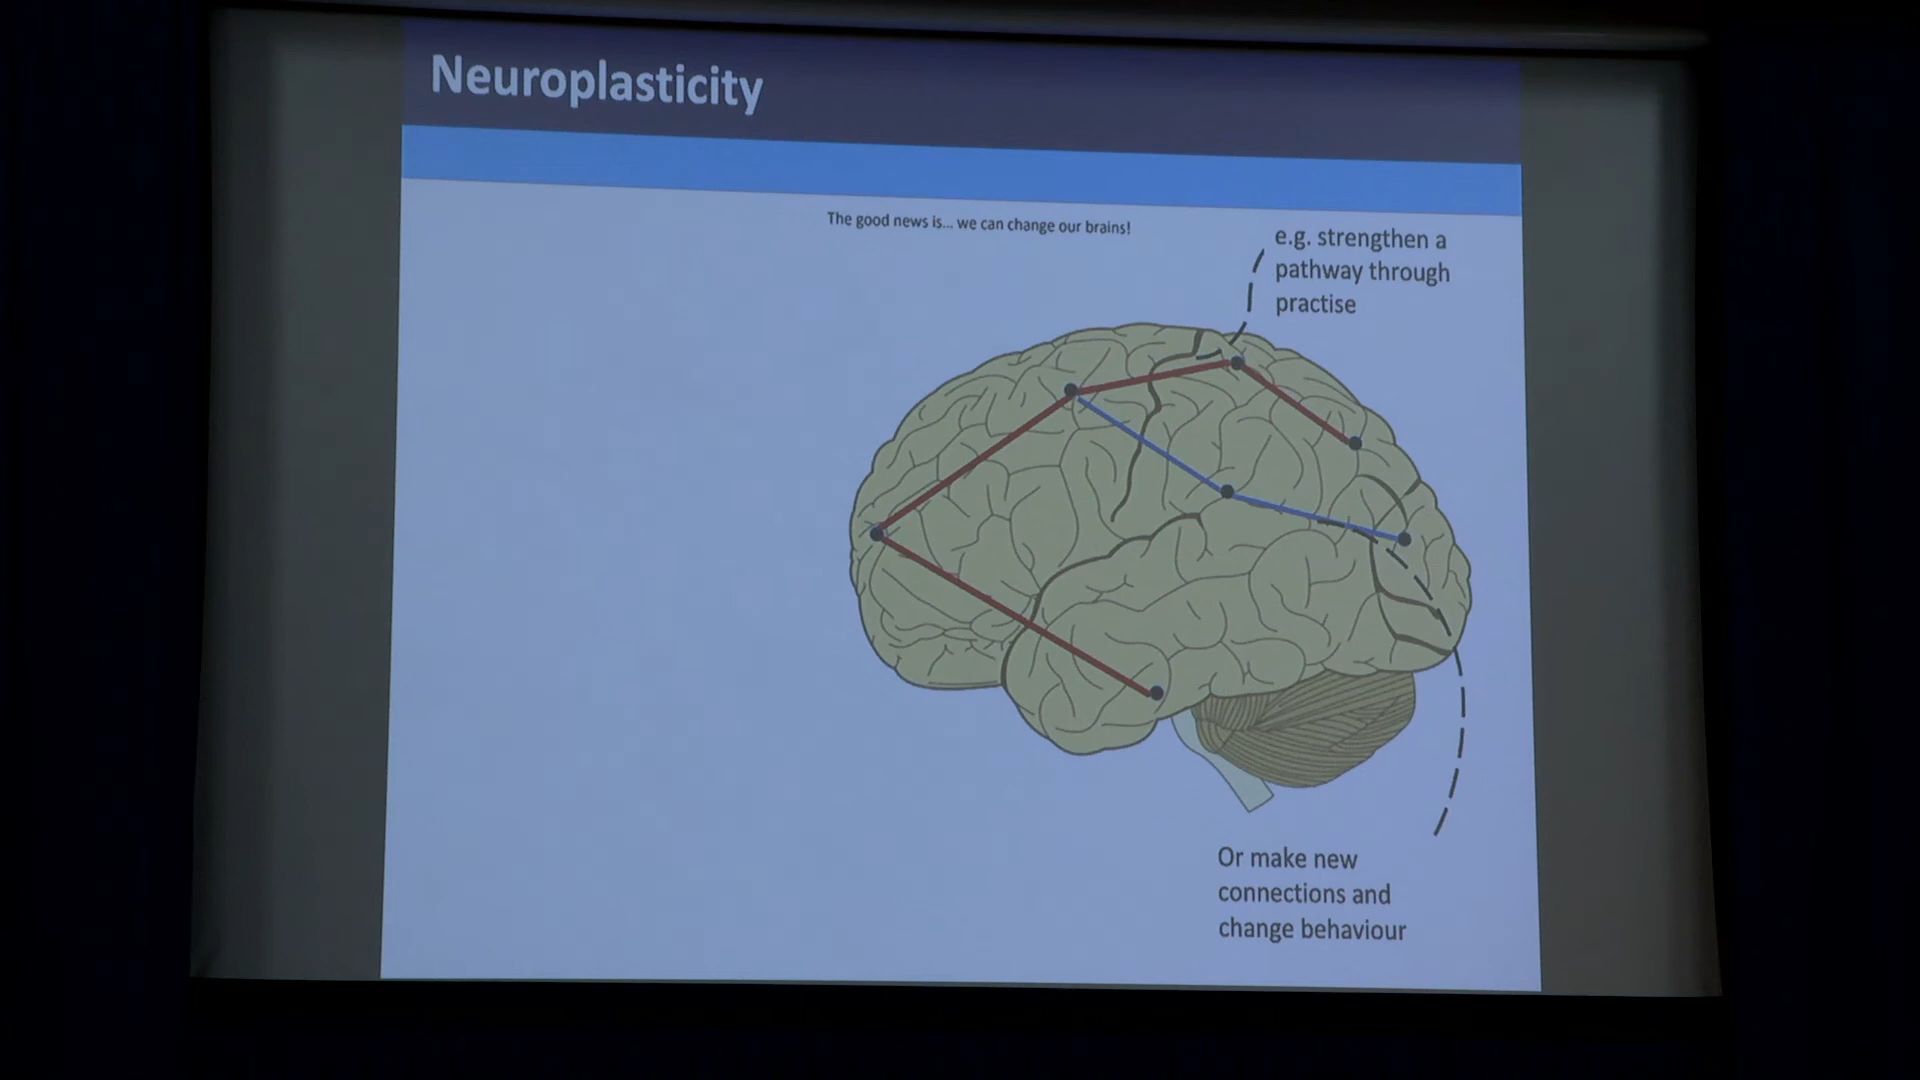 Neuroplasticity
The good news is... we can change our brains!
e.g. strengthen a
pathway through
practise
Or make new
connections and
change behaviour